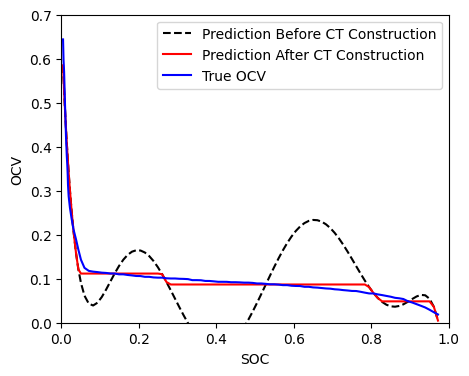 0.7
0.6
0.5
0.4
0.3
0.2
0.1
0.0
OCV
Prediction Before CT Construction
Prediction After CT Construction
True OCV
0.0 0.2 0.4 0.6 0.8 1.0
SOC